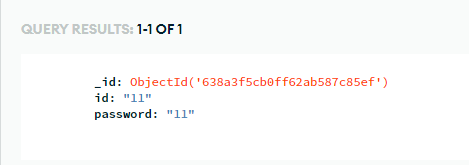 QUERY RESULTS: 1-1 OF 1
_id: ObjectId('638a3f5cb0ff62ab587c85ef')
id: "11"
password: "11"